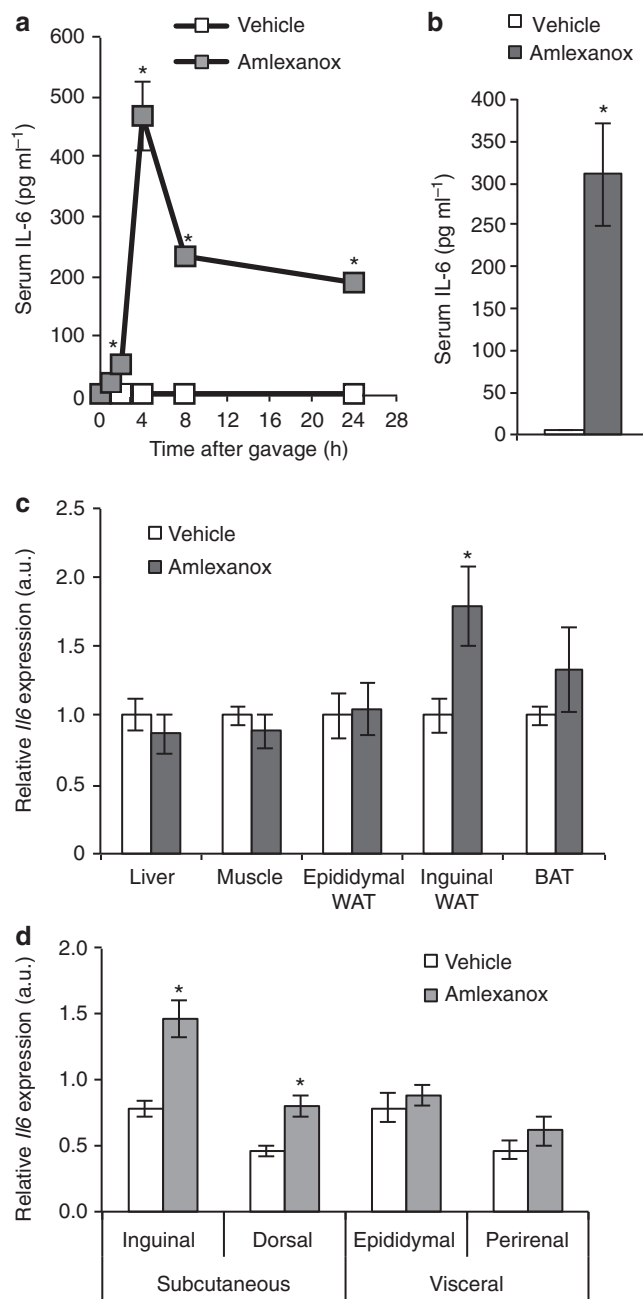 a
Vehicle
Amlexanox
Serum IL-6 (pg ml⁻¹)
600
500
400
300
200
100
0
*
*
*
*
0 4 8 12 16 20 24 28
Time after gavage (h)
b
Vehicle
Amlexanox
Serum IL-6 (pg ml⁻¹)
400
350
300
250
200
150
100
50
0
*
c
Vehicle
Amlexanox
Relative Il6 expression (a.u.)
2.5
2.0
1.5
1.0
0.5
0
*
Liver Muscle Epididymal Inguinal BAT
WAT WAT
d
Vehicle
Amlexanox
Relative Il6 expression (a.u.)
2.0
1.5
1.0
0.5
0.0
*
*
Inguinal Dorsal Epididymal Perirenal
Subcutaneous Visceral